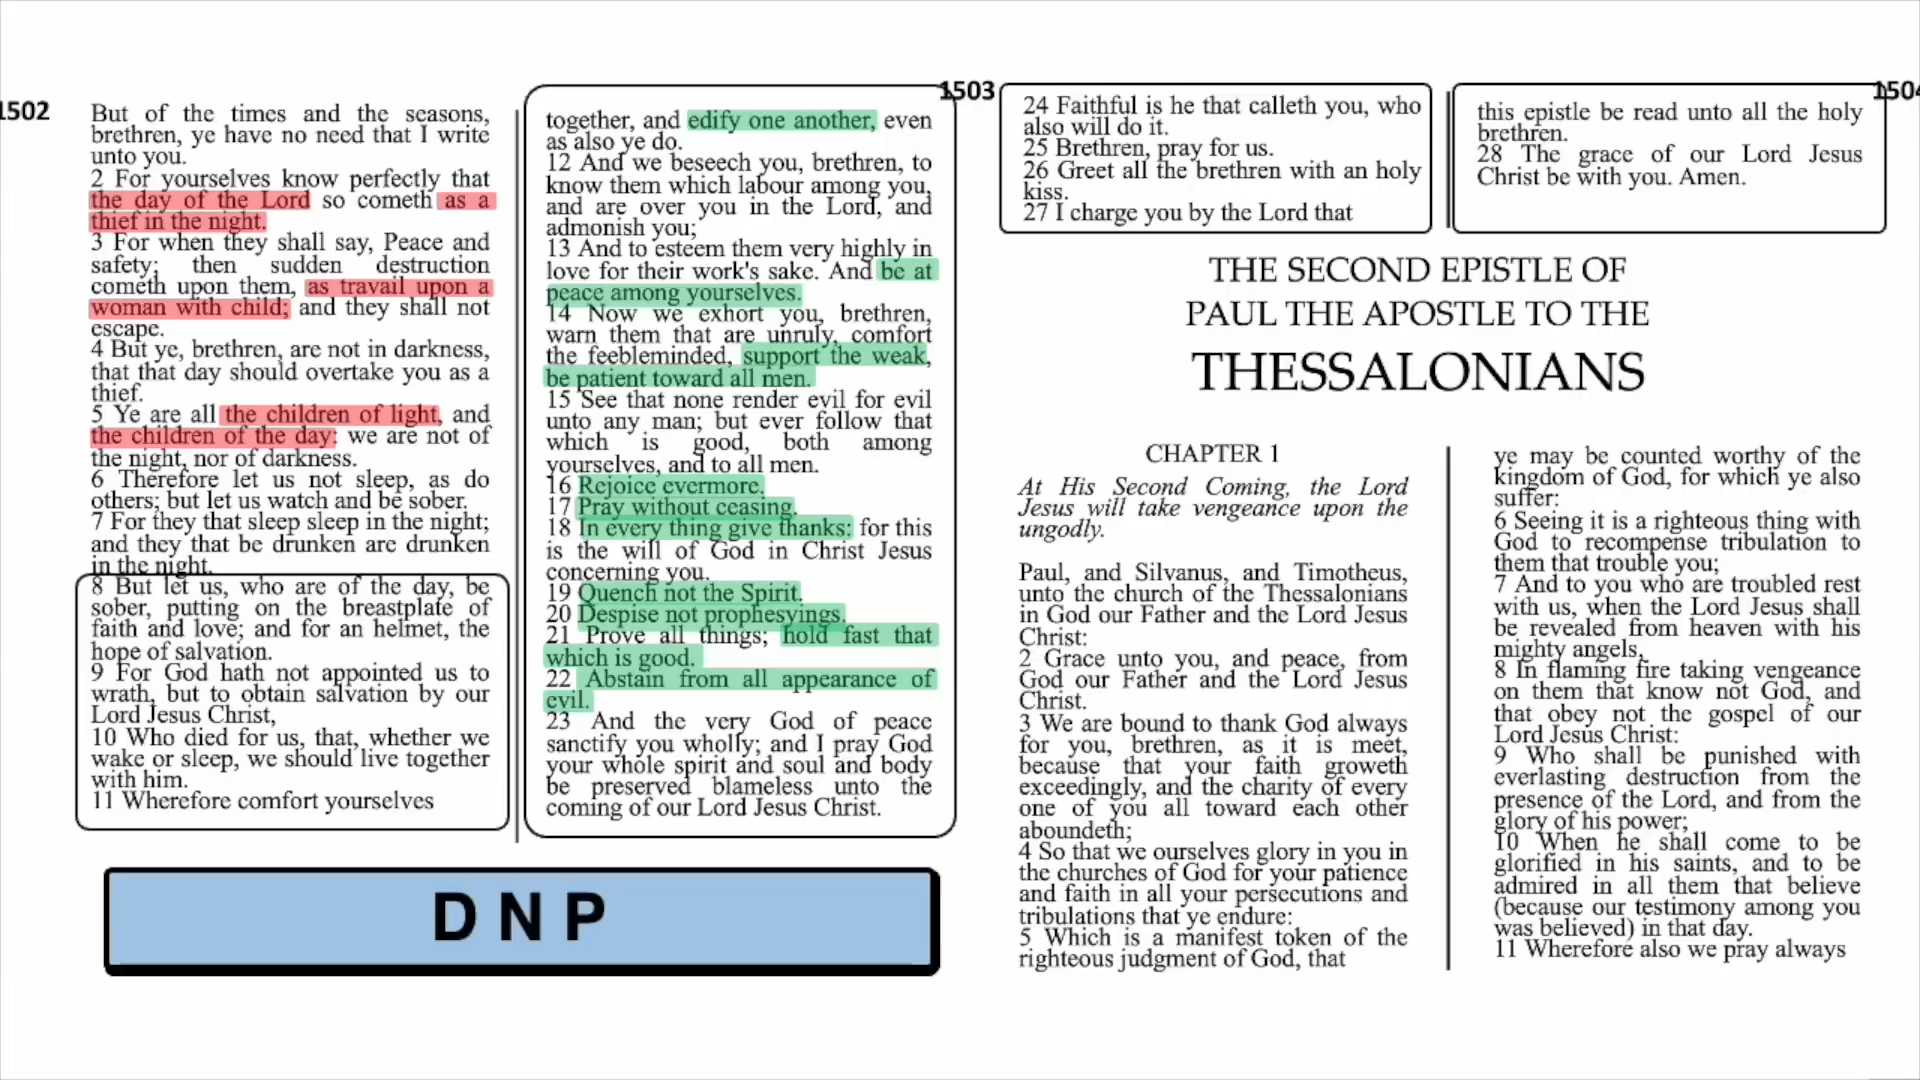 1502
But of the times and the seasons,
brethren, ye have no need that I write
unto you.
2 For yourselves know perfectly that
the day of the Lord so cometh as a
thief in the night.
3 For when they shall say, Peace and
safety; then sudden destruction
cometh upon them, as travail upon a
woman with child; and they shall not
escape.
4 But ye, brethren, are not in darkness,
that that day should overtake you as a
thief.
5 Ye are all the children of light, and
the children of the day: we are not of
the night, nor of darkness.
6 Therefore let us not sleep, as do
others; but let us watch and be sober.
7 For they that sleep sleep in the night;
and they that be drunken are drunken
in the night.
8 But let us, who are of the day, be
sober, putting on the breastplate of
faith and love; and for an helmet, the
hope of salvation.
9 For God hath not appointed us to
wrath, but to obtain salvation by our
Lord Jesus Christ,
10 Who died for us, that, whether we
wake or sleep, we should live together
with him.
11 Wherefore comfort yourselves
together, and edify one another, even
as also ye do.
12 And we beseech you, brethren, to
know them which labour among you,
and are over you in the Lord, and
admonish you;
13 And to esteem them very highly in
love for their work's sake. And be at
peace among yourselves.
14 Now we exhort you, brethren,
warn them that are unruly, comfort
the feebleminded, support the weak,
be patient toward all men.
15 See that none render evil for evil
unto any man; but ever follow that
which is good, both among
yourselves, and to all men.
16 Rejoice evermore.
17 Pray without ceasing.
18 In every thing give thanks: for this
is the will of God in Christ Jesus
concerning you.
19 Quench not the Spirit.
20 Despise not prophesyings.
21 Prove all things; hold fast that
which is good.
22 Abstain from all appearance of
evil.
23 And the very God of peace
sanctify you wholly; and I pray God
your whole spirit and soul and body
be preserved blameless unto the
coming of our Lord Jesus Christ.
DNP
1503
24 Faithful is he that calleth you, who
also will do it.
25 Brethren, pray for us.
26 Greet all the brethren with an holy
kiss.
27 I charge you by the Lord that
this epistle be read unto all the holy
brethren.
28 The grace of our Lord Jesus
Christ be with you. Amen.
1504
THE SECOND EPISTLE OF
PAUL THE APOSTLE TO THE
THESSALONIANS
CHAPTER 1
At His Second Coming, the Lord
Jesus will take vengeance upon the
ungodly.
Paul, and Silvanus, and Timotheus,
unto the church of the Thessalonians
in God our Father and the Lord Jesus
Christ:
2 Grace unto you, and peace, from
God our Father and the Lord Jesus
Christ.
3 We are bound to thank God always
for you, brethren, as it is meet,
because that your faith groweth
exceedingly, and the charity of every
one of you all toward each other
aboundeth;
4 So that we ourselves glory in you in
the churches of God for your patience
and faith in all your persecutions and
tribulations that ye endure:
5 Which is a manifest token of the
righteous judgment of God, that
ye may be counted worthy of the
kingdom of God, for which ye also
suffer:
6 Seeing it is a righteous thing with
God to recompense tribulation to
them that trouble you;
7 And to you who are troubled rest
with us, when the Lord Jesus shall
be revealed from heaven with his
mighty angels,
8 In flaming fire taking vengeance
on them that know not God, and
that obey not the gospel of our
Lord Jesus Christ:
9 Who shall be punished with
everlasting destruction from the
presence of the Lord, and from the
glory of his power;
10 When he shall come to be
glorified in his saints, and to be
admired in all them that believe
(because our testimony among you
was believed) in that day.
11 Wherefore also we pray always